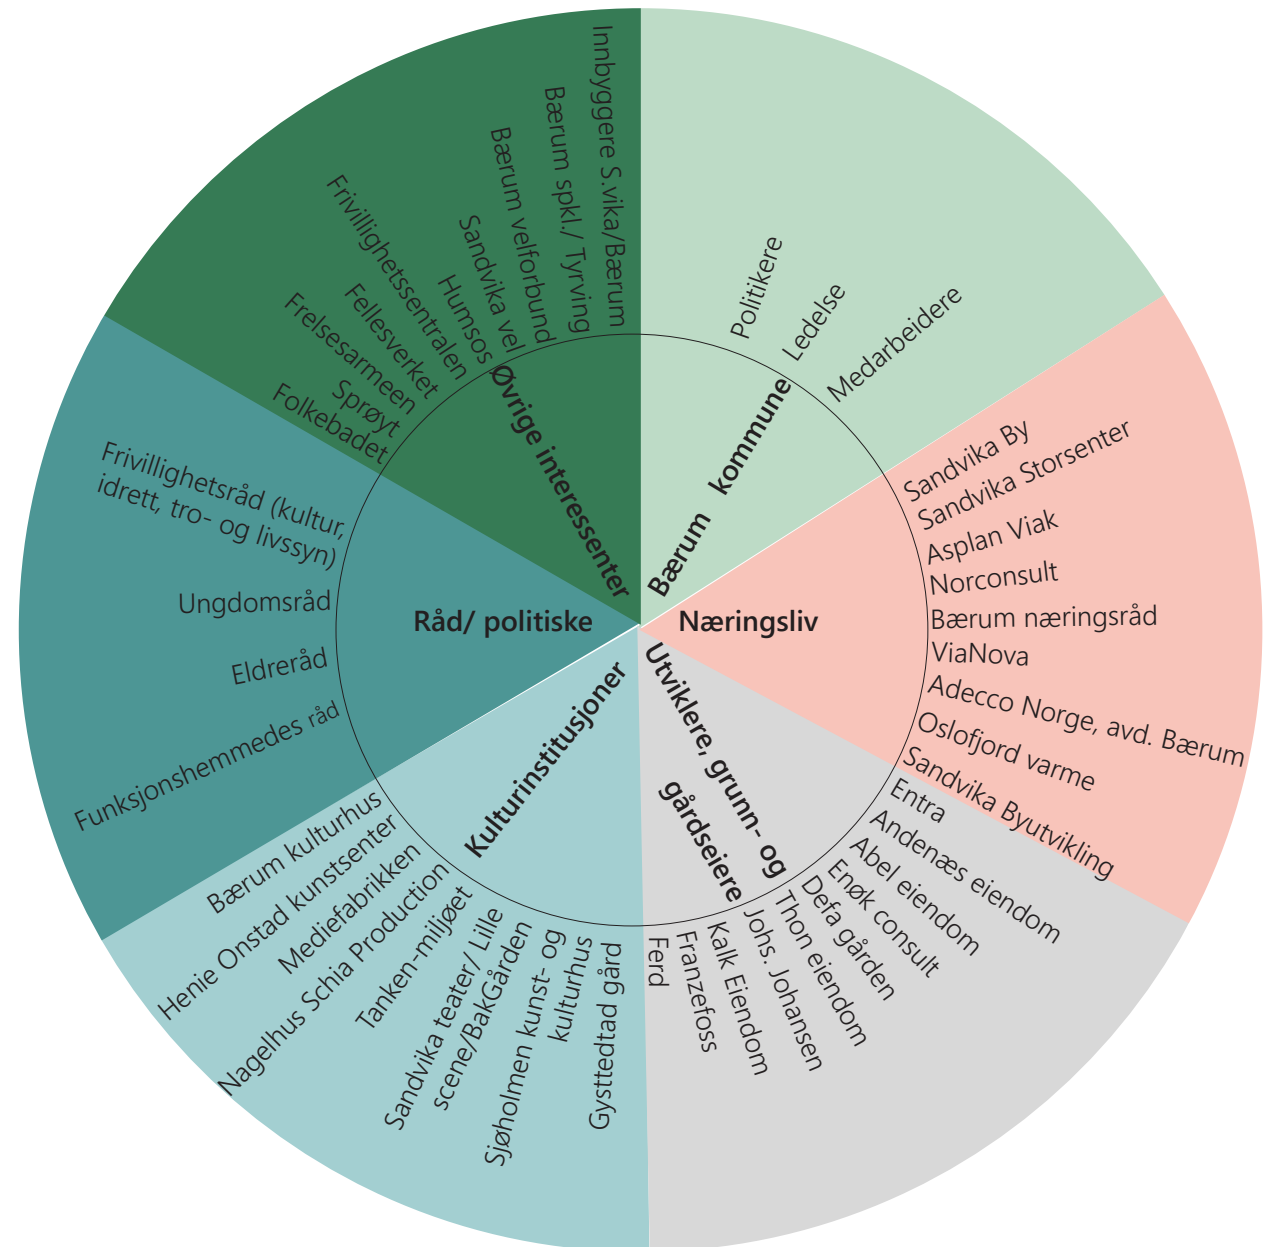 Bærum kommune
Politikere
Ledelse
Medarbeidere
Næringsliv
Sandvika By
Sandvika Storsenter
Asplan Viak
Norconsult
Bærum næringsråd
ViaNova
Adecco Norge, avd. Bærum
Oslofjord varme
Sandvika Byutvikling
Utviklere, grunn- og
gårdseiere
Entra
Andenæs eiendom
Abel eiendom
Enøk consult
Defa gården
Thon eiendom
Johs. Johansen
Kalk Eiendom
Franzefoss
Ferd
Kulturinstitusjoner
Gysttedtad gård
Sjøholmen kunst- og
kulturhus
Sandvika teater/ Lille
scene/BakGården
Tanken-miljøet
Nagelhus Schia Production
Mediefabrikken
Henie Onstad kunstsenter
Bærum kulturhus
Råd/ politiske
Funksjonshemmedes råd
Eldreråd
Ungdomsråd
Frivillighetsråd (kultur,
idrett, tro- og livssyn)
Øvrige interessenter
Folkebadet
Sprøyt
Frelsesarmeen
Fellesverket
Frivillighetssentralen
Humsos
Sandvika vel
Bærum velforbund
Bærum spkl./ Tyrving
Innbyggere S.vika/Bærum